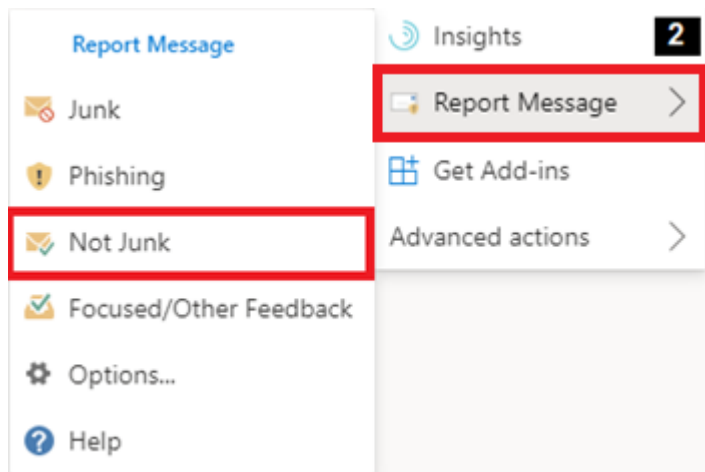 Report Message
Junk
Phishing
Not Junk
Focused/Other Feedback
Options...
Help
Insights
2
Report Message
Get Add-ins
Advanced actions